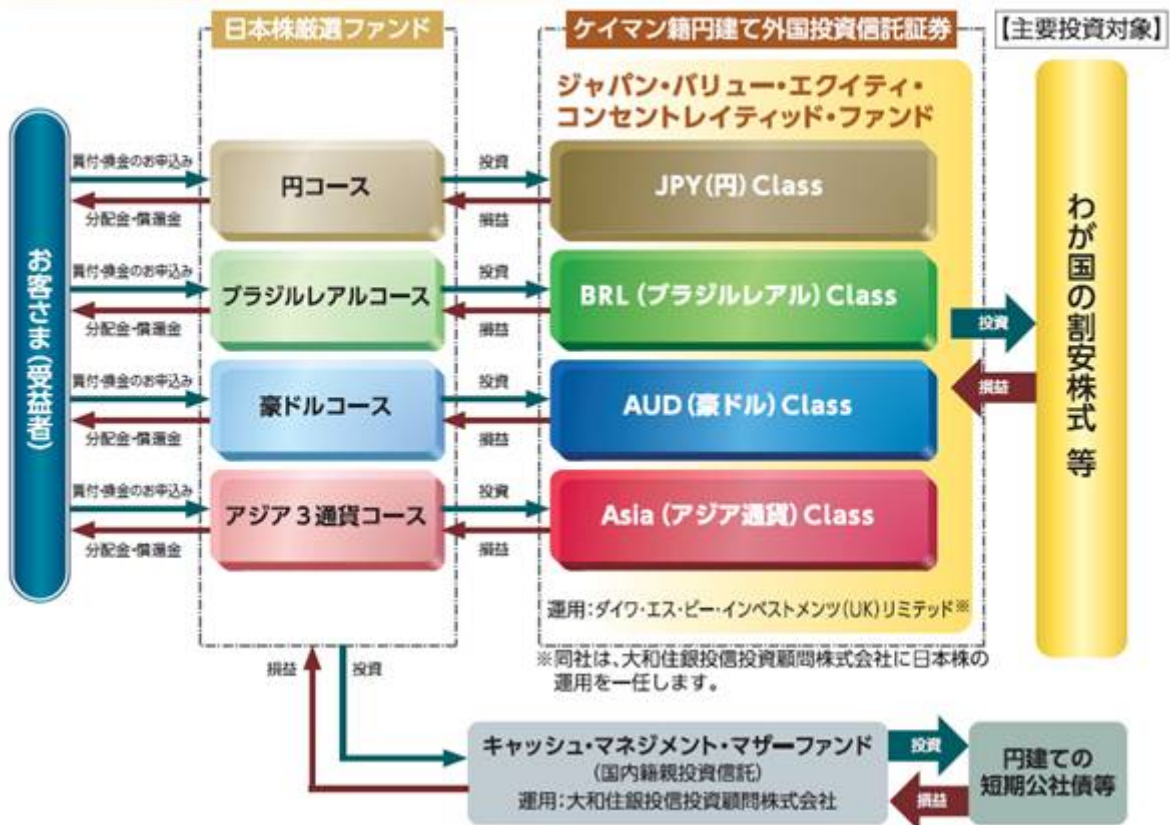 日本株厳選ファンド
ケイマン籍円建て外国投資信託証券
【主要投資対象】
ジャパン・バリュー・エクイティ・
コンセントレイティッド・ファンド
お客さま(受益者)
買付・換金のお申込み
分配金・償還金
円コース
投資
損益
JPY(円)Class
買付・換金のお申込み
分配金・償還金
ブラジルレアルコース
投資
損益
BRL(ブラジルレアル)Class
買付・換金のお申込み
分配金・償還金
豪ドルコース
投資
損益
AUD(豪ドル)Class
買付・換金のお申込み
分配金・償還金
アジア3通貨コース
投資
損益
Asia(アジア通貨)Class
投資
損益
わが国の割安株式 等
運用:ダイワ・エス・ビー・インベストメンツ(UK)リミテッド※
※同社は、大和住銀投信投資顧問株式会社に日本株の
運用を一任します。
損益
投資
キャッシュ・マネジメント・マザーファンド
(国内籍親投資信託)
運用:大和住銀投信投資顧問株式会社
投資
損益
円建ての
短期公社債等